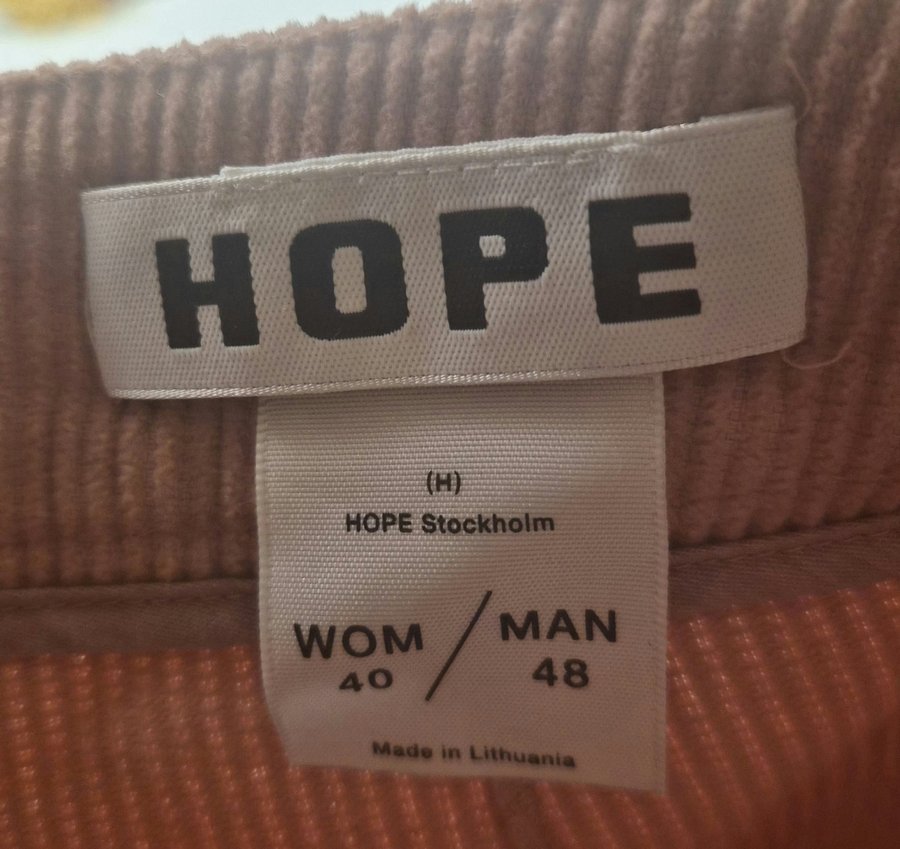 HOPE
(H)
HOPE Stockholm
WOM / MAN
40 48
Made in Lithuania